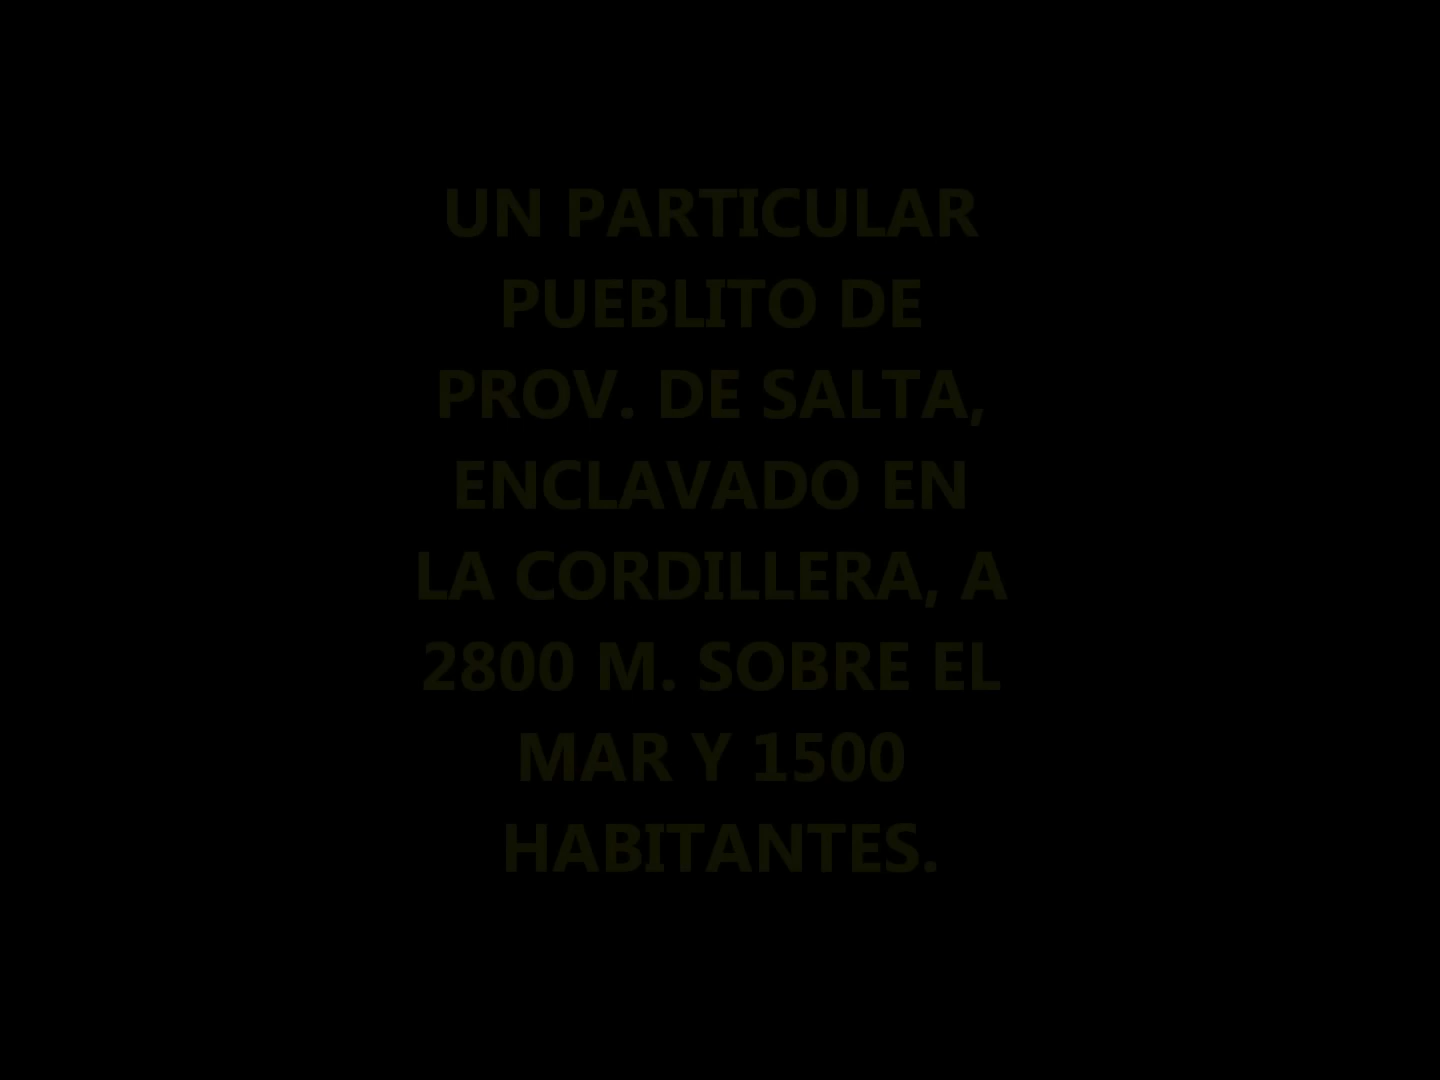 UN PARTICULAR
PUEBLITO DE
PROV. DE SALTA,
ENCLAVADO EN
LA CORDILLERA, A
2800 M. SOBRE EL
MAR Y 1500
HABITANTES.